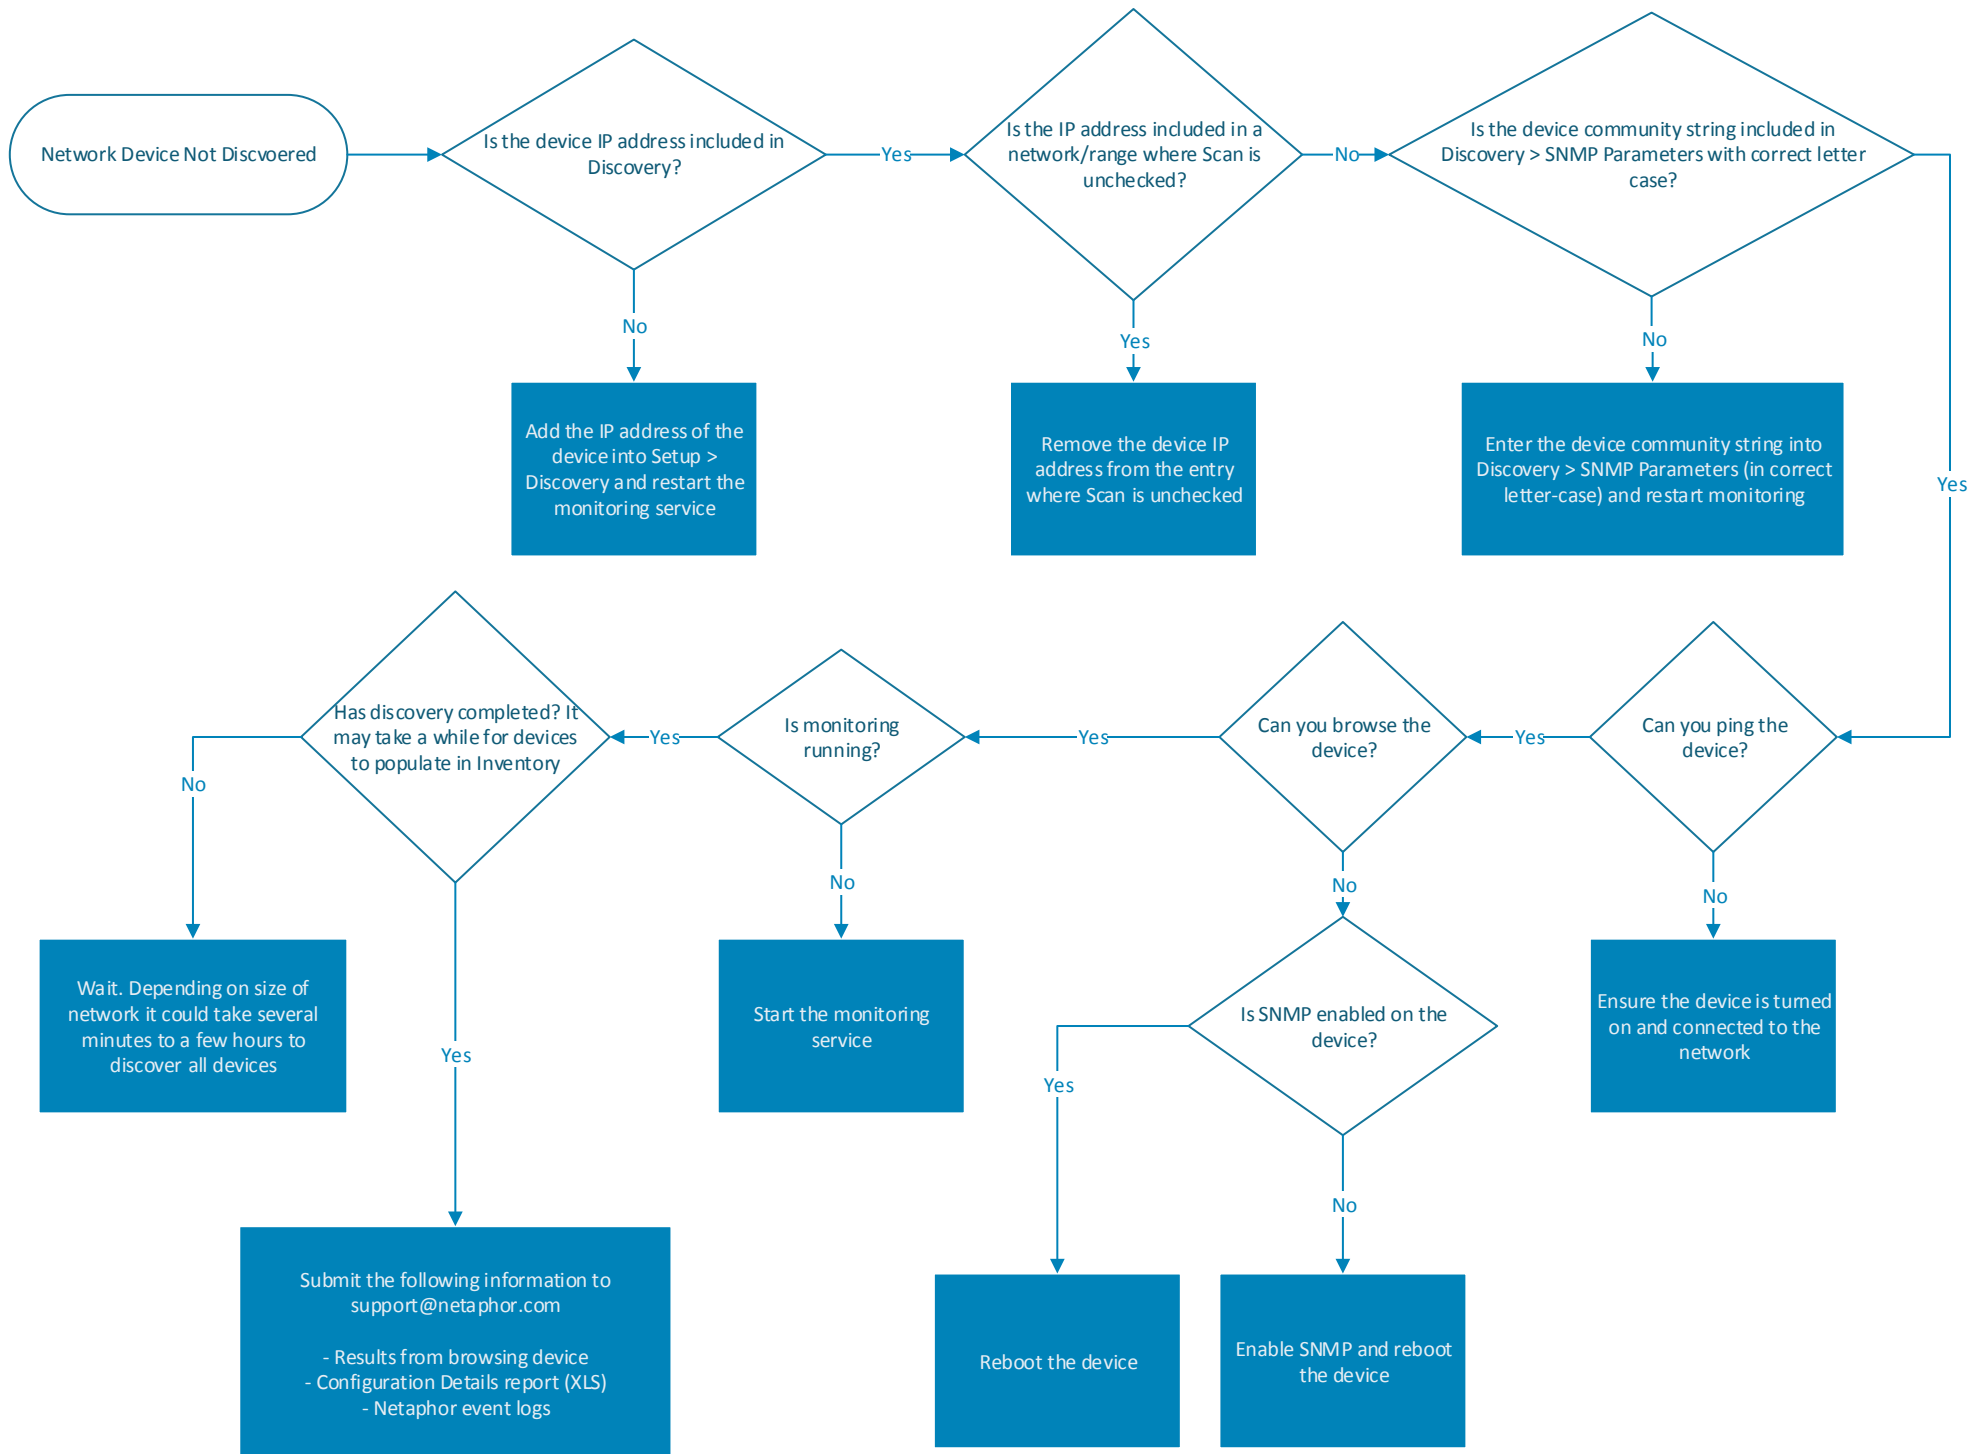 Network Device Not Discvoered
Is the device IP address included in
Discovery?
Yes
Is the IP address included in a
network/range where Scan is
unchecked?
No
Is the device community string included in
Discovery > SNMP Parameters with correct letter
case?
No
Yes
No
Yes
Add the IP address of the
device into Setup >
Discovery and restart the
monitoring service
Remove the device IP
address from the entry
where Scan is unchecked
Enter the device community string into
Discovery > SNMP Parameters (in correct
letter-case) and restart monitoring
Has discovery completed? It
may take a while for devices
to populate in Inventory
Yes
Is monitoring
running?
Yes
Can you browse the
device?
Yes
Can you ping the
device?
No
No
No
No
Wait. Depending on size of
network it could take several
minutes to a few hours to
discover all devices
Yes
Start the monitoring
service
Is SNMP enabled on the
device?
Ensure the device is turned
on and connected to the
network
Yes
No
Submit the following information to
support@netaphor.com
- Results from browsing device
- Configuration Details report (XLS)
- Netaphor event logs
Reboot the device
Enable SNMP and reboot
the device